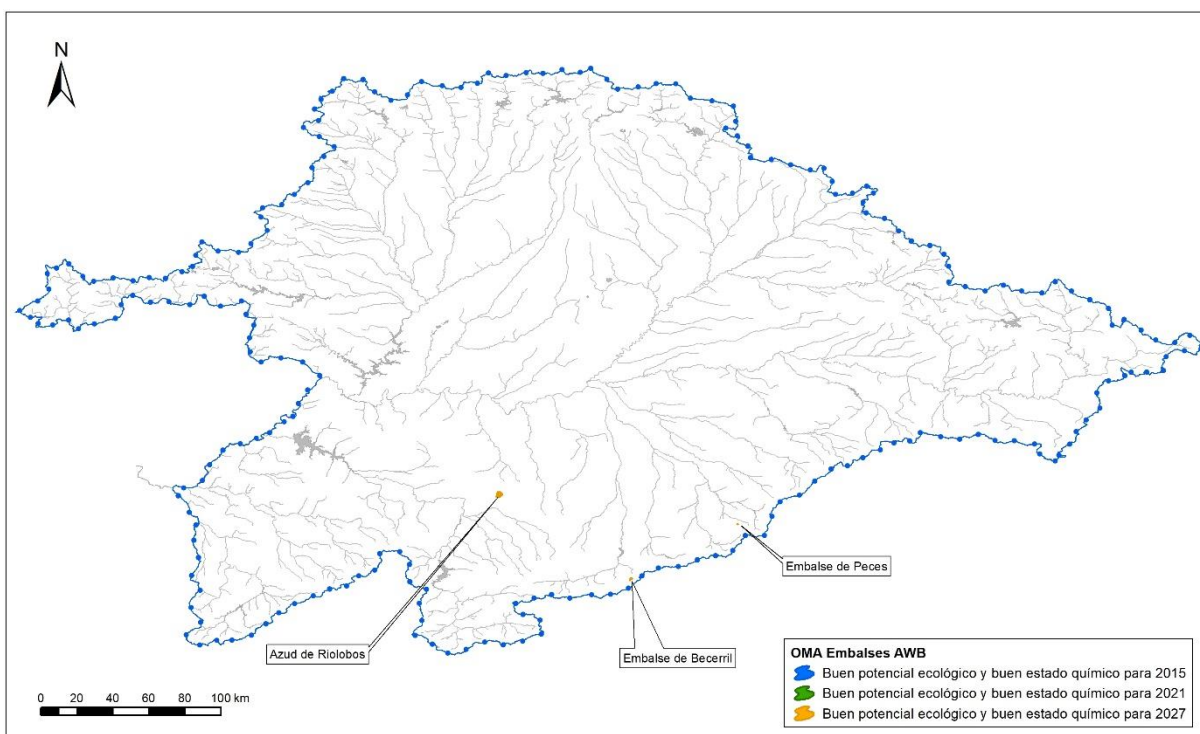 N
Embalse de Peces
Azud de Riolobos
Embalse de Becerril
OMA Embalses AWB
Buen potencial ecológico y buen estado químico para 2015
Buen potencial ecológico y buen estado químico para 2021
Buen potencial ecológico y buen estado químico para 2027
0 20 40 60 80 100 km